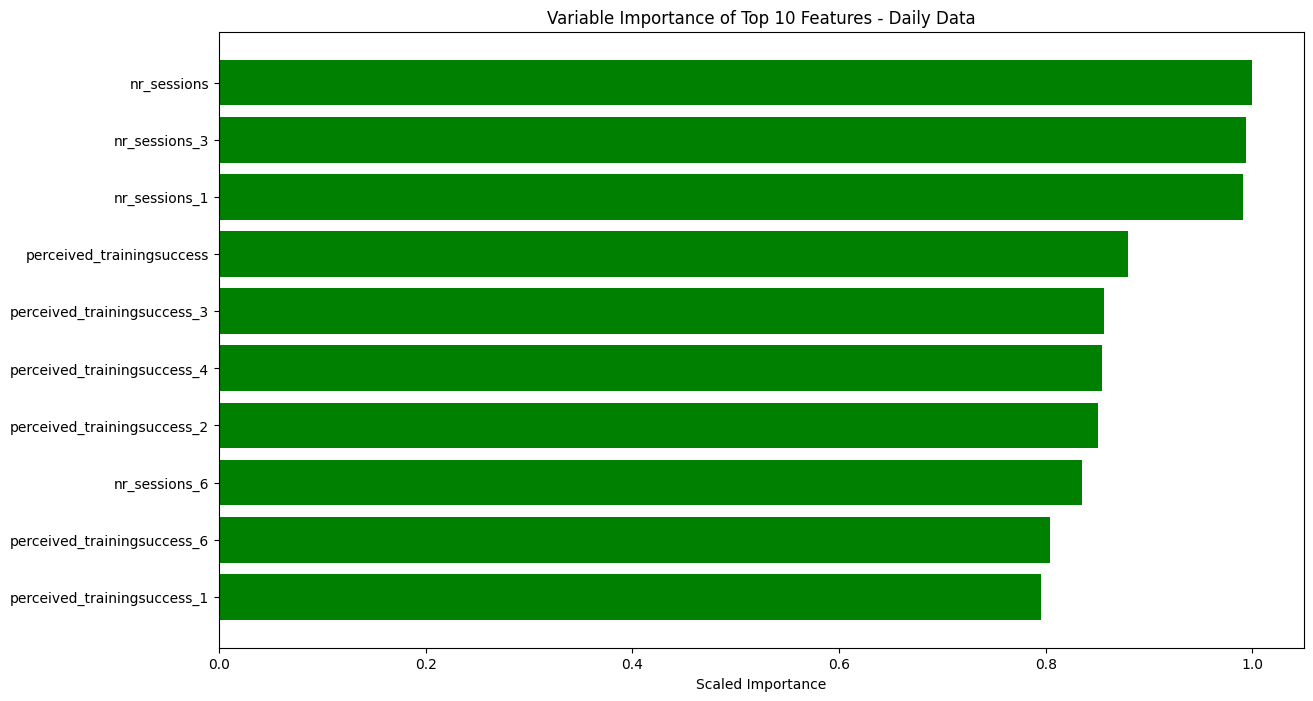 Variable Importance of Top 10 Features - Daily Data
nr_sessions
nr_sessions_3
nr_sessions_1
perceived_trainingsuccess
perceived_trainingsuccess_3
perceived_trainingsuccess_4
perceived_trainingsuccess_2
nr_sessions_6
perceived_trainingsuccess_6
perceived_trainingsuccess_1
0.0 0.2 0.4 0.6 0.8 1.0
Scaled Importance